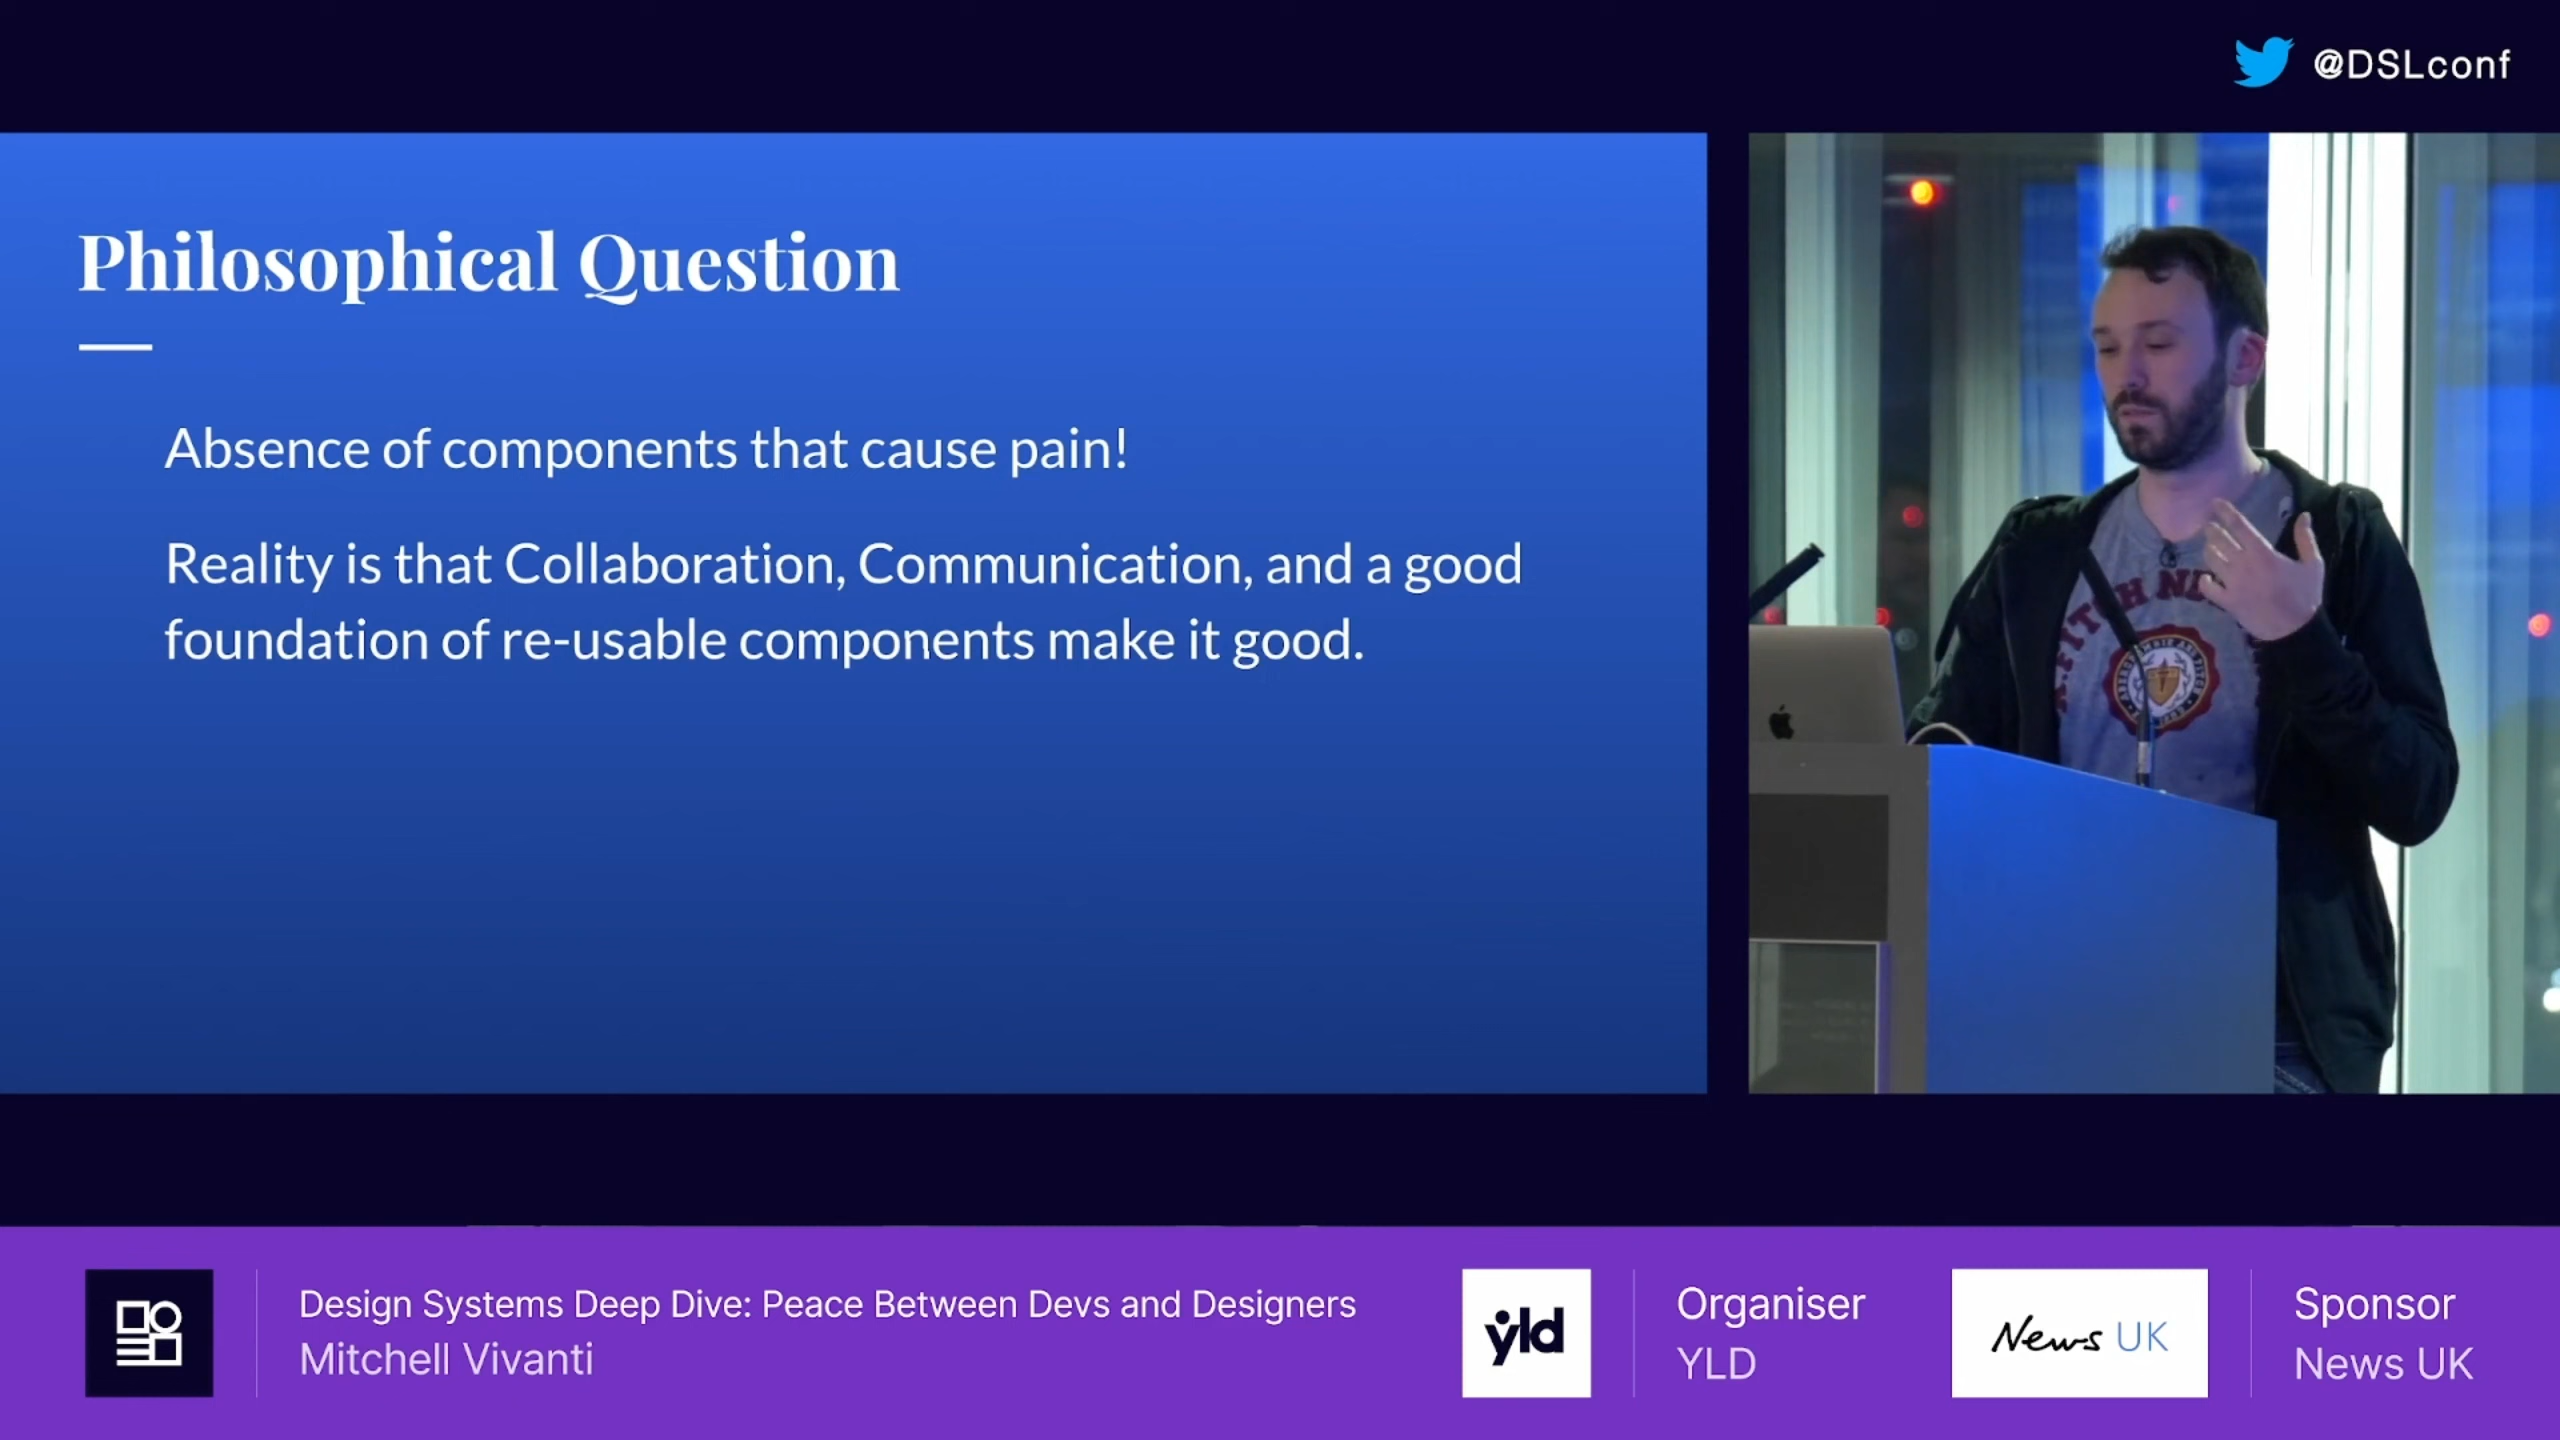 @DSLconf
Philosophical Question
Absence of components that cause pain!
Reality is that Collaboration, Communication, and a good
foundation of re-usable components make it good.
Design Systems Deep Dive: Peace Between Devs and Designers
Mitchell Vivanti
yld
Organiser
YLD
News UK
Sponsor
News UK